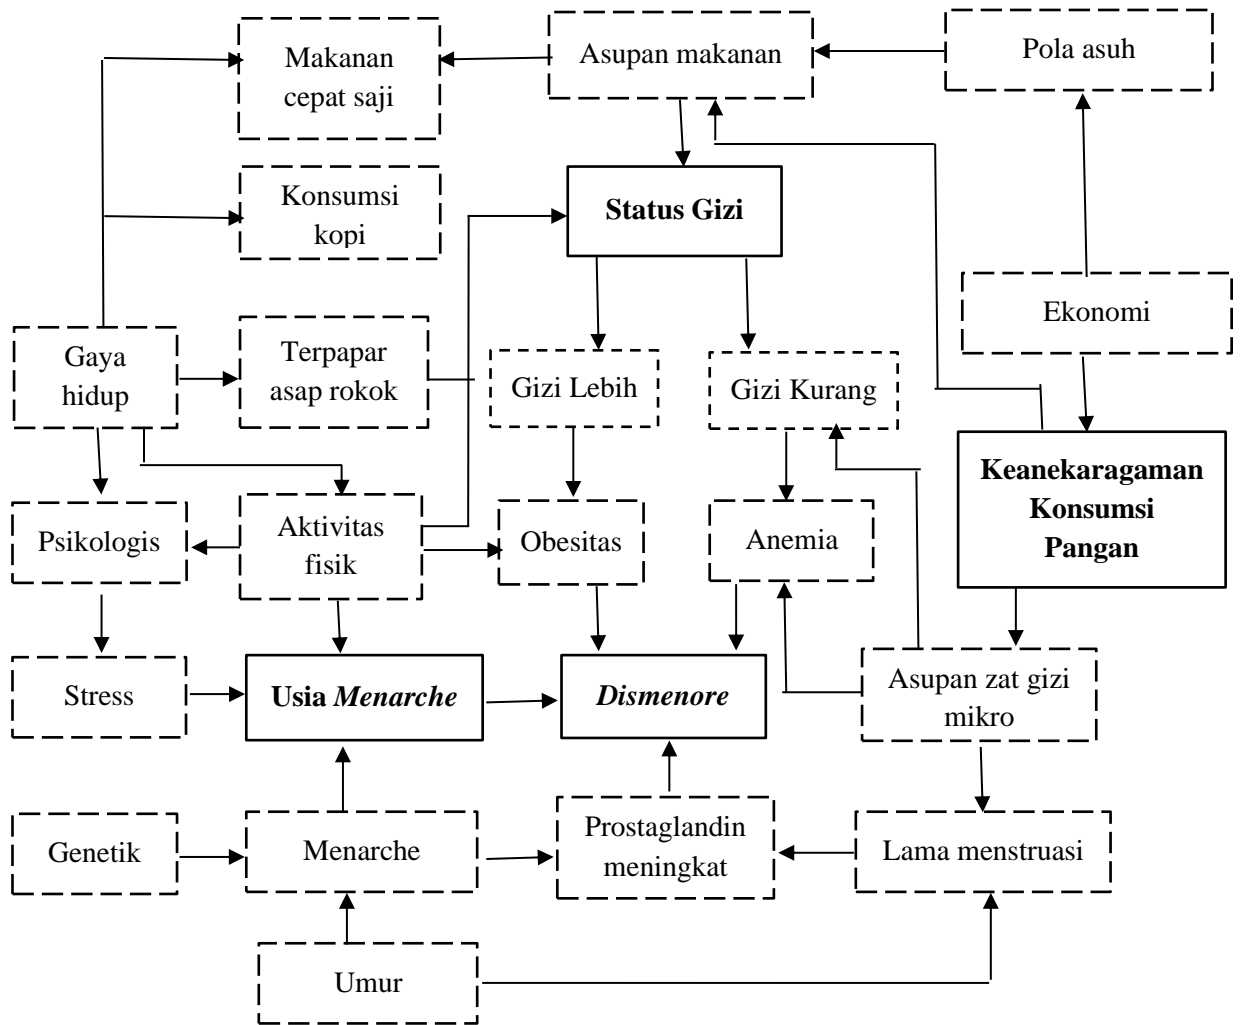 Makanan
cepat saji
Asupan makanan
Pola asuh
Konsumsi
kopi
Status Gizi
Ekonomi
Gaya
hidup
Terpapar
asap rokok
Gizi Lebih
Gizi Kurang
Keanekaragaman
Konsumsi
Pangan
Psikologis
Aktivitas
fisik
Obesitas
Anemia
Stress
Usia Menarche
Dismenore
Asupan zat gizi
mikro
Genetik
Menarche
Prostaglandin
meningkat
Lama menstruasi
Umur